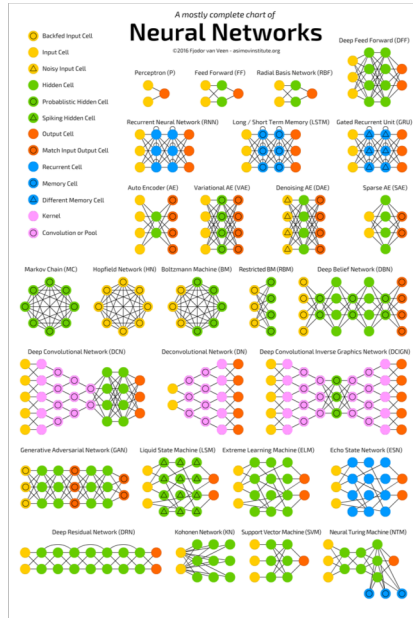 A mostly complete chart of
Neural Networks
©2016 Fjodor van Veen - asimovinstitute.org
Backfed Input Cell
Input Cell
Noisy Input Cell
Hidden Cell
Probablistic Hidden Cell
Spiking Hidden Cell
Output Cell
Match Input Output Cell
Recurrent Cell
Memory Cell
Different Memory Cell
Kernel
Convolution or Pool
Deep Feed Forward (DFF)
Perceptron (P)
Feed Forward (FF)
Radial Basis Network (RBF)
Recurrent Neural Network (RNN)
Long / Short Term Memory (LSTM)
Gated Recurrent Unit (GRU)
Auto Encoder (AE)
Variational AE (VAE)
Denoising AE (DAE)
Sparse AE (SAE)
Markov Chain (MC)
Hopfield Network (HN)
Boltzmann Machine (BM)
Restricted BM (RBM)
Deep Belief Network (DBN)
Deep Convolutional Network (DCN)
Deconvolutional Network (DN)
Deep Convolutional Inverse Graphics Network (DCIGN)
Generative Adversarial Network (GAN)
Liquid State Machine (LSM)
Extreme Learning Machine (ELM)
Echo State Network (ESN)
Deep Residual Network (DRN)
Kohonen Network (KN)
Support Vector Machine (SVM)
Neural Turing Machine (NTM)